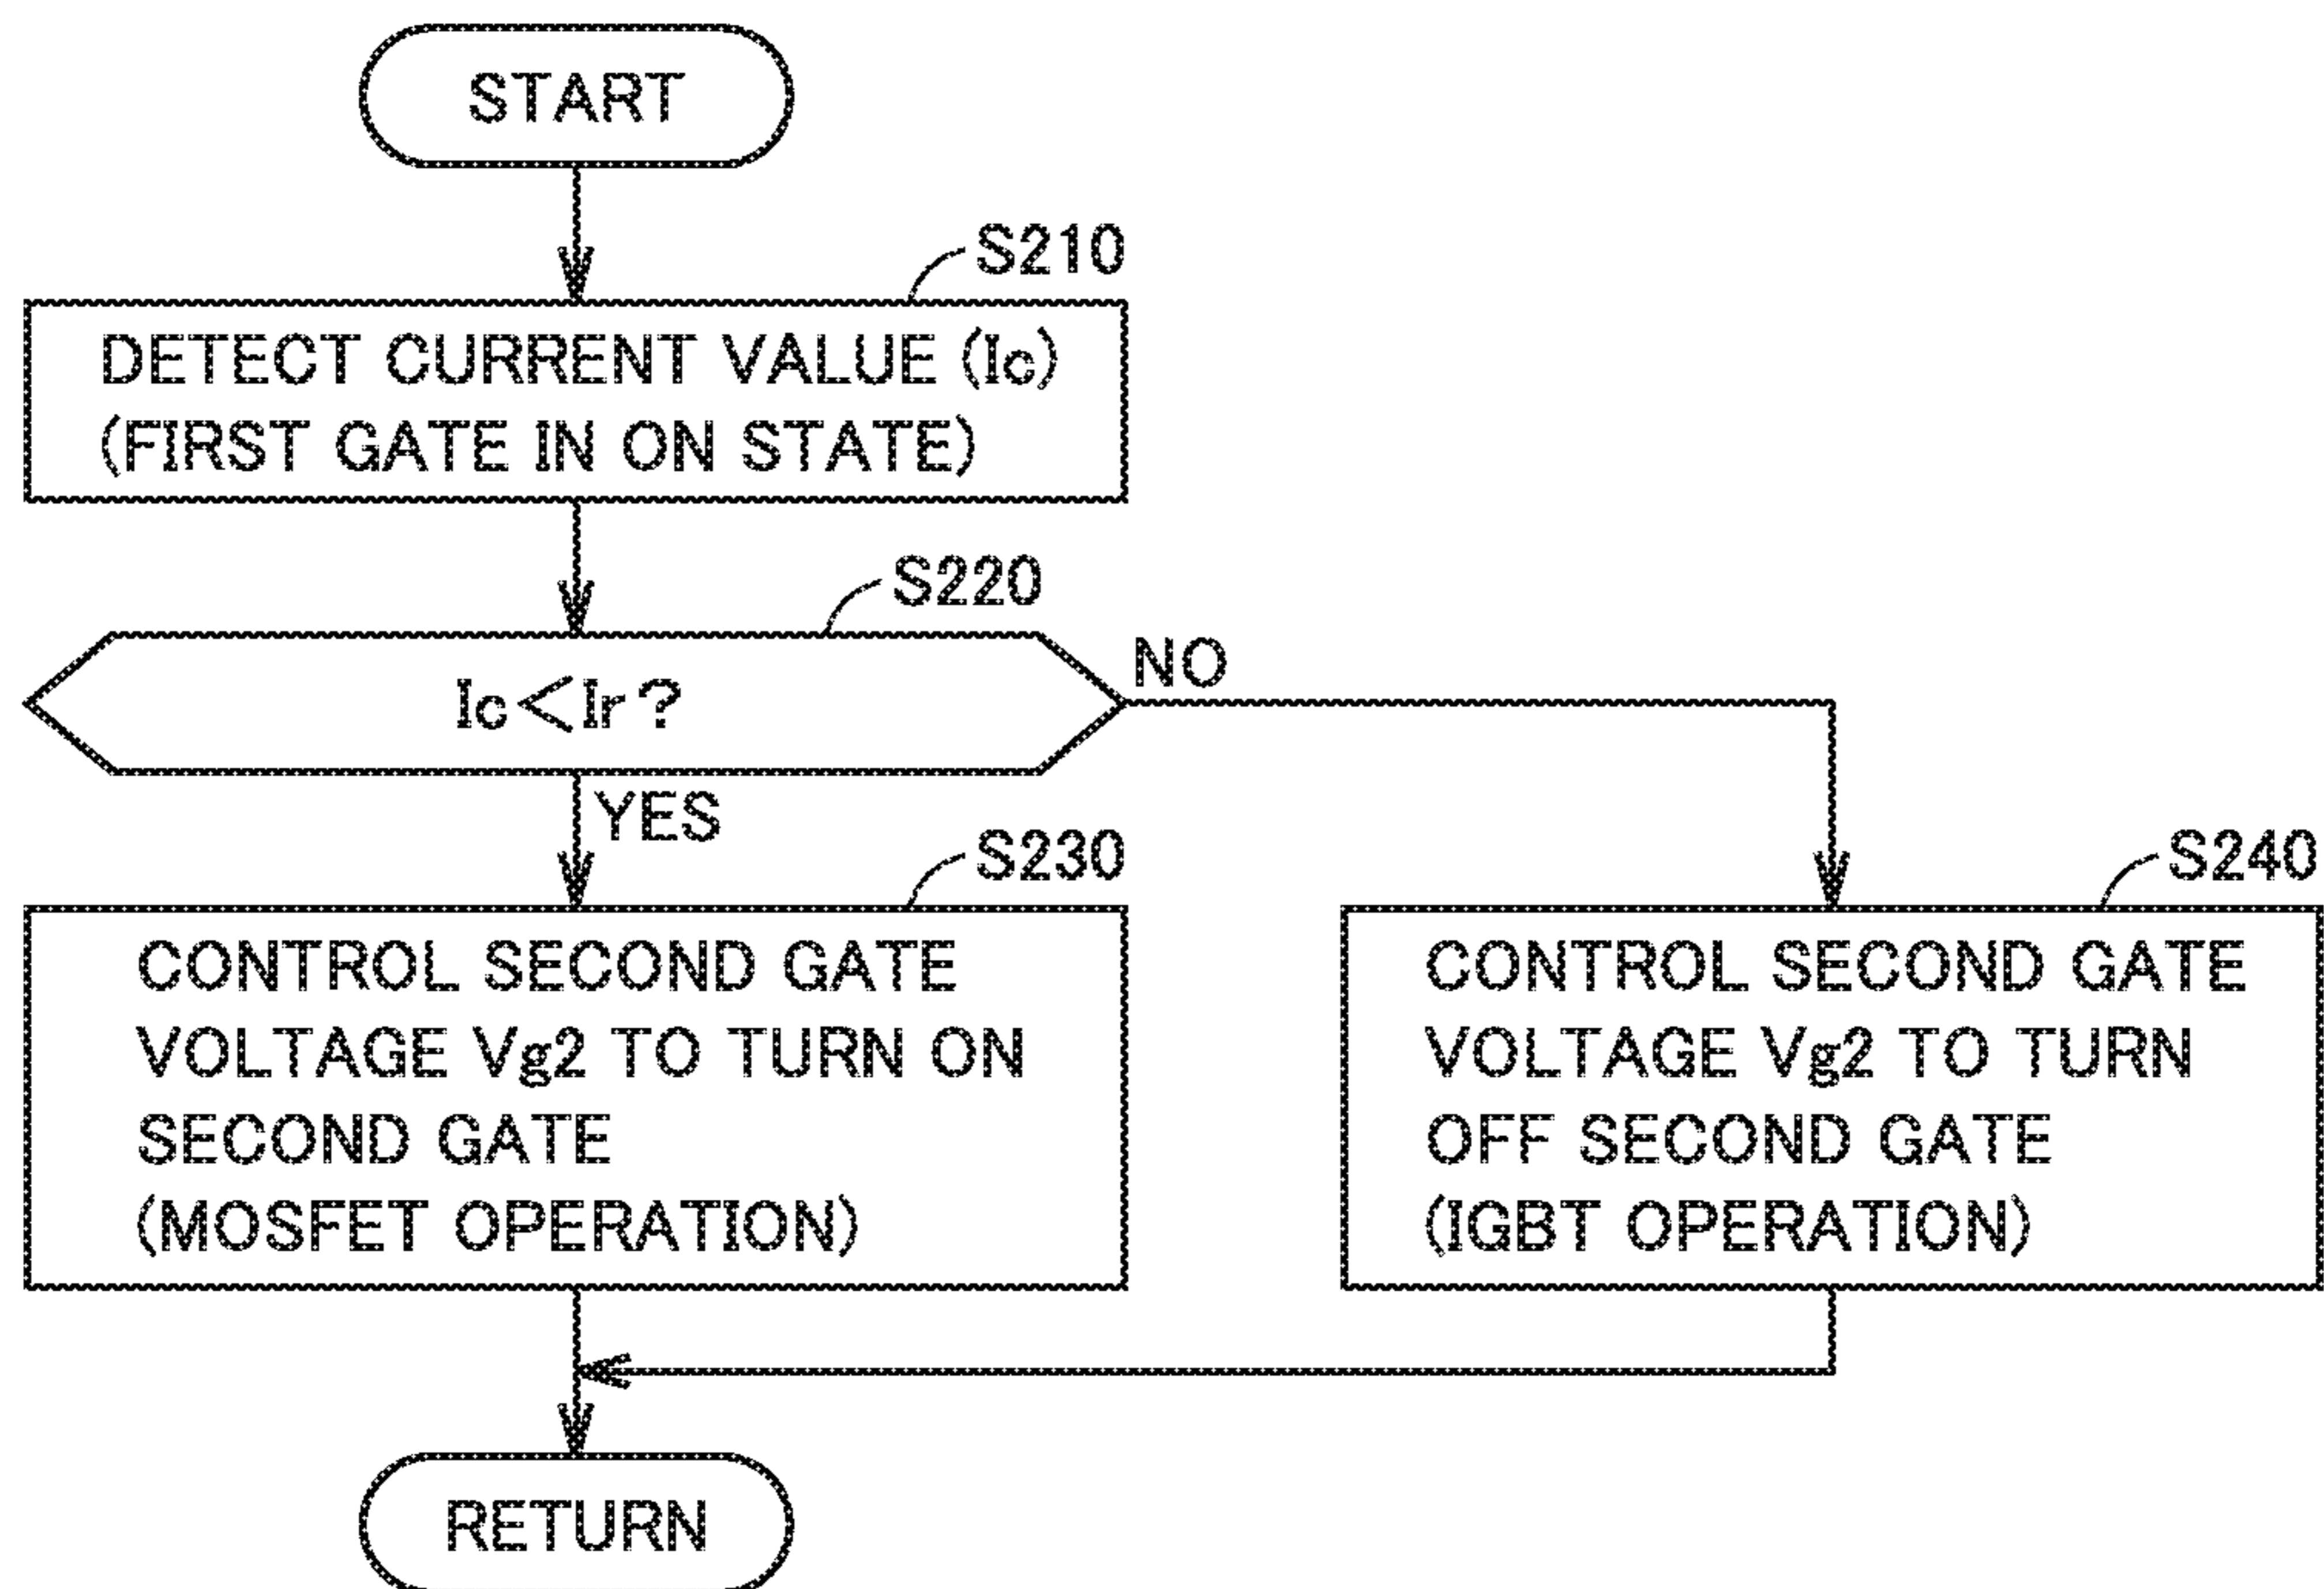 START
S210
DETECT CURRENT VALUE (Ic)
(FIRST GATE IN ON STATE)
S220
Ic<Ir?
NO
YES
S230
CONTROL SECOND GATE
VOLTAGE Vg2 TO TURN ON
SECOND GATE
(MOSFET OPERATION)
S240
CONTROL SECOND GATE
VOLTAGE Vg2 TO TURN
OFF SECOND GATE
(IGBT OPERATION)
RETURN